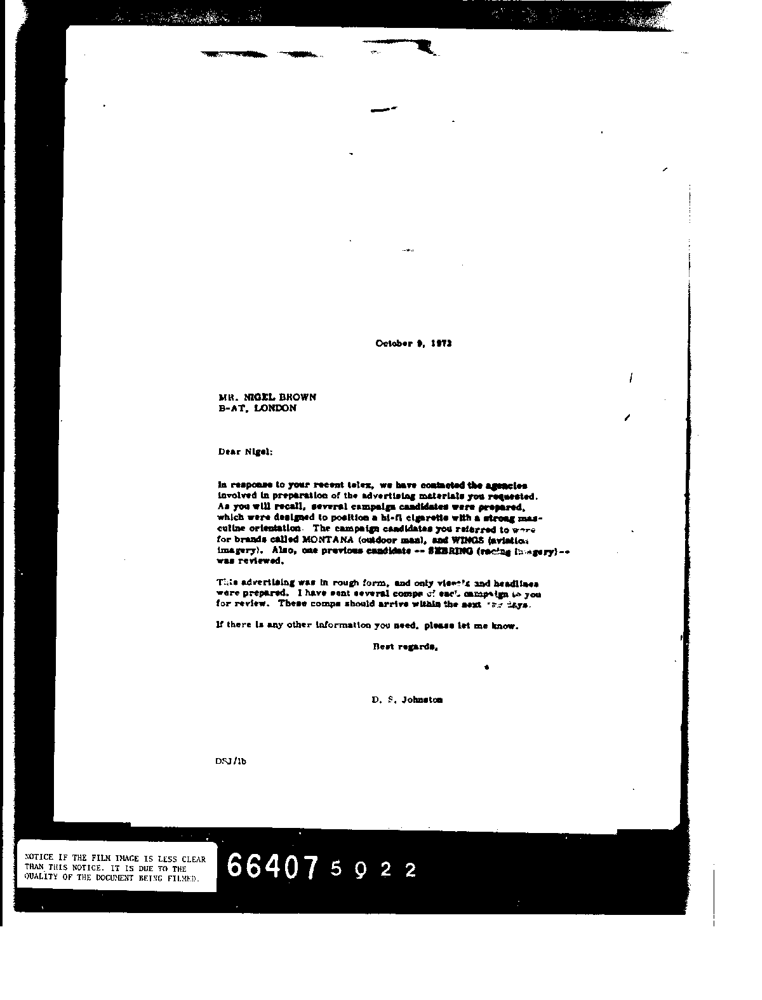 October 9, 1973
MR. NIGEL BROWN
B-AT, LONDON
Dear Nigel:
In response to your recent telex, we have contacted the agencies
involved in preparation of the advertising materials you requested.
As you will recall, several campaign candidates were prepared,
which were designed to position a hi-fi cigarette with a strong mas-
culine orientation. The campaign candidates you referred to were
for brands called MONTANA (outdoor man), and WINGS (aviation
imagery). Also, one previous candidate -- SEBRING (racing imagery) --
was reviewed.
This advertising was in rough form, and only visuals and headlines
were prepared. I have sent several comps of each campaign to you
for review. These comps should arrive within the next days.
If there is any other information you need, please let me know.
Best regards,
D. S. Johnston
DSJ/lb
NOTICE IF THE FILM IMAGE IS LESS CLEAR
THAN THIS NOTICE. IT IS DUE TO THE
QUALITY OF THE DOCUMENT BEING FILMED.
66407 5922